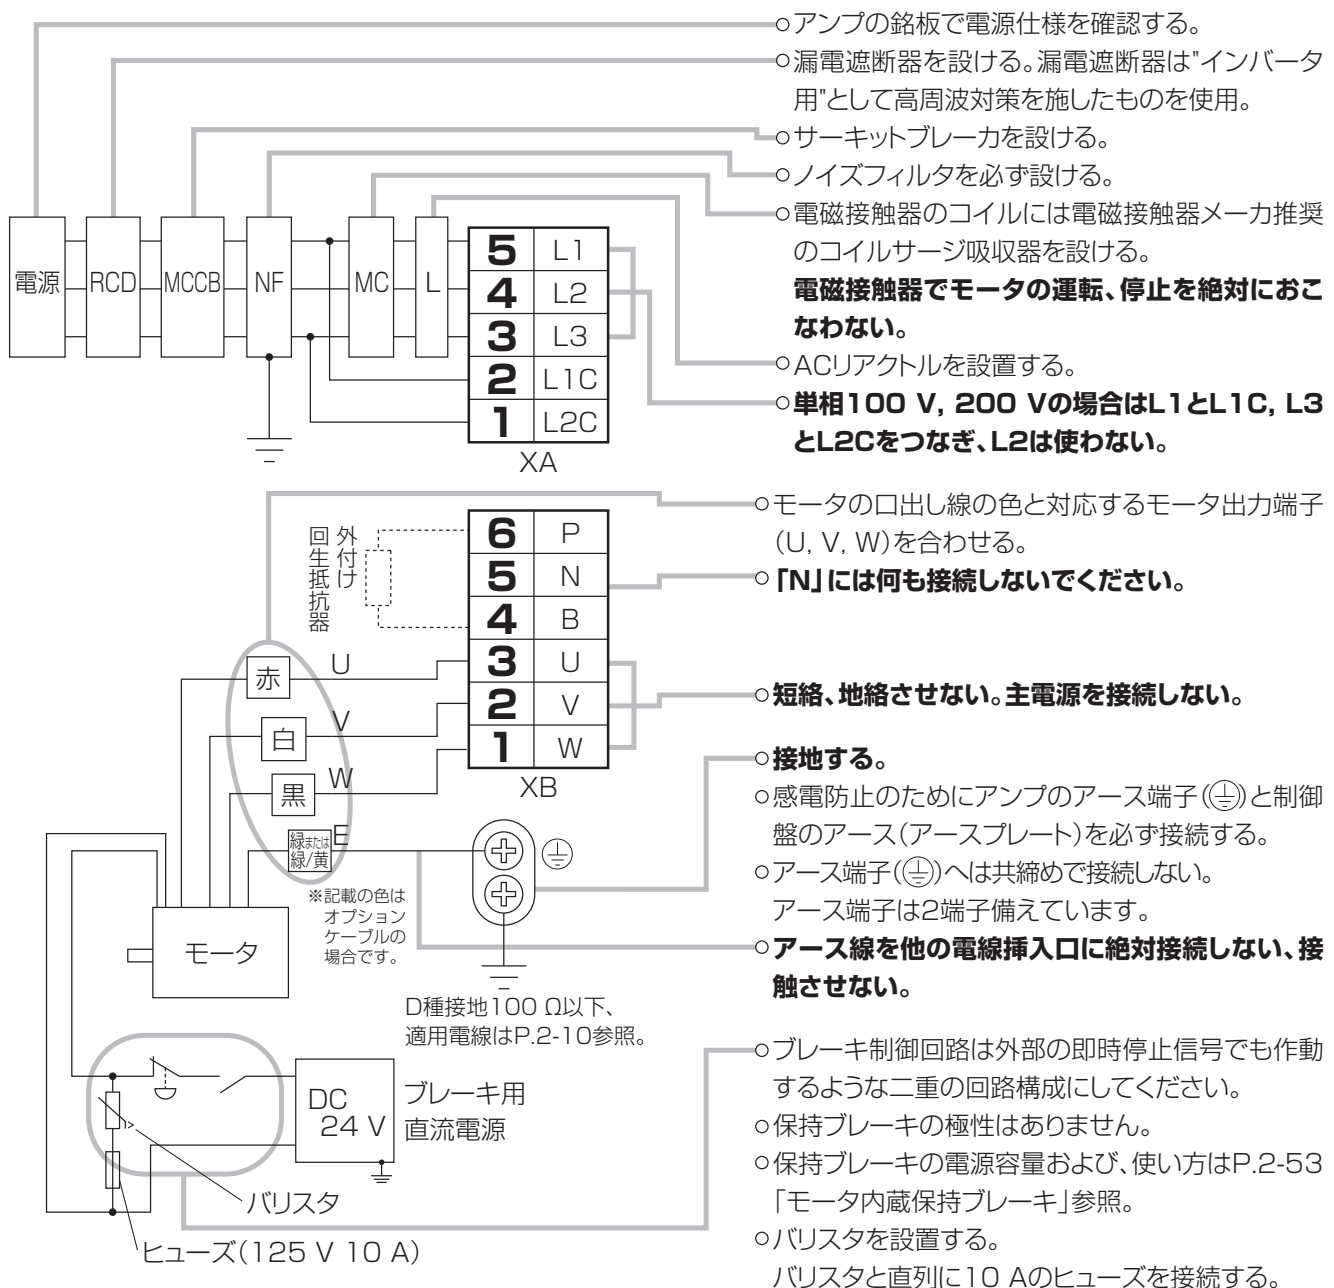 アンプの銘板で電源仕様を確認する。
漏電遮断器を設ける。漏電遮断器は"インバータ
用"として高周波対策を施したものを使用。
サーキットブレーカを設ける。
ノイズフィルタを必ず設ける。
電磁接触器のコイルには電磁接触器メーカ推奨
のコイルサージ吸収器を設ける。
電磁接触器でモータの運転、停止を絶対におこ
なわない。
ACリアクトルを設置する。
単相100 V, 200 Vの場合はL1とL1C, L3
とL2Cをつなぎ、L2は使わない。
電源
RCD
MCCB
NF
MC
L
5 L1
4 L2
3 L3
2 L1C
1 L2C
XA
モータの口出し線の色と対応するモータ出力端子
(U, V, W)を合わせる。
「N」には何も接続しないでください。
短絡、地絡させない。主電源を接続しない。
外付け
回生抵抗器
6 P
5 N
4 B
3 U
2 V
1 W
XB
赤 U
白 V
黒 W
緑または
緑/黄
E
※記載の色は
オプション
ケーブルの
場合です。
モータ
接地する。
感電防止のためにアンプのアース端子(⏚)と制御
盤のアース(アースプレート)を必ず接続する。
アース端子(⏚)へは共締めで接続しない。
アース端子は2端子備えています。
アース線を他の電線挿入口に絶対接続しない、接
触させない。
D種接地100 Ω以下、
適用電線はP.2-10参照。
DC
24 V
ブレーキ用
直流電源
バリスタ
ヒューズ(125 V 10 A)
ブレーキ制御回路は外部の即時停止信号でも作動
するような二重の回路構成にしてください。
保持ブレーキの極性はありません。
保持ブレーキの電源容量および、使い方はP.2-53
「モータ内蔵保持ブレーキ」参照。
バリスタを設置する。
バリスタと直列に10 Aのヒューズを接続する。